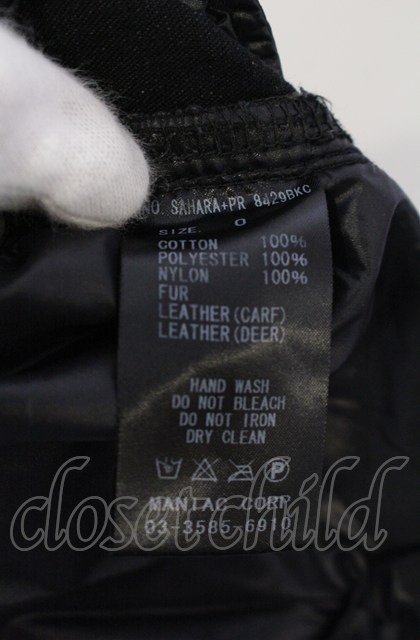 NO. SAHARA+PR 8429BKC
SIZE. 0
COTTON 100%
POLYESTER 100%
NYLON 100%
FUR
LEATHER(CARF)
LEATHER(DEER)
HAND WASH
DO NOT BLEACH
DO NOT IRON
DRY CLEAN
P
MANIAC CORP.
03-3585-6910
closetchild